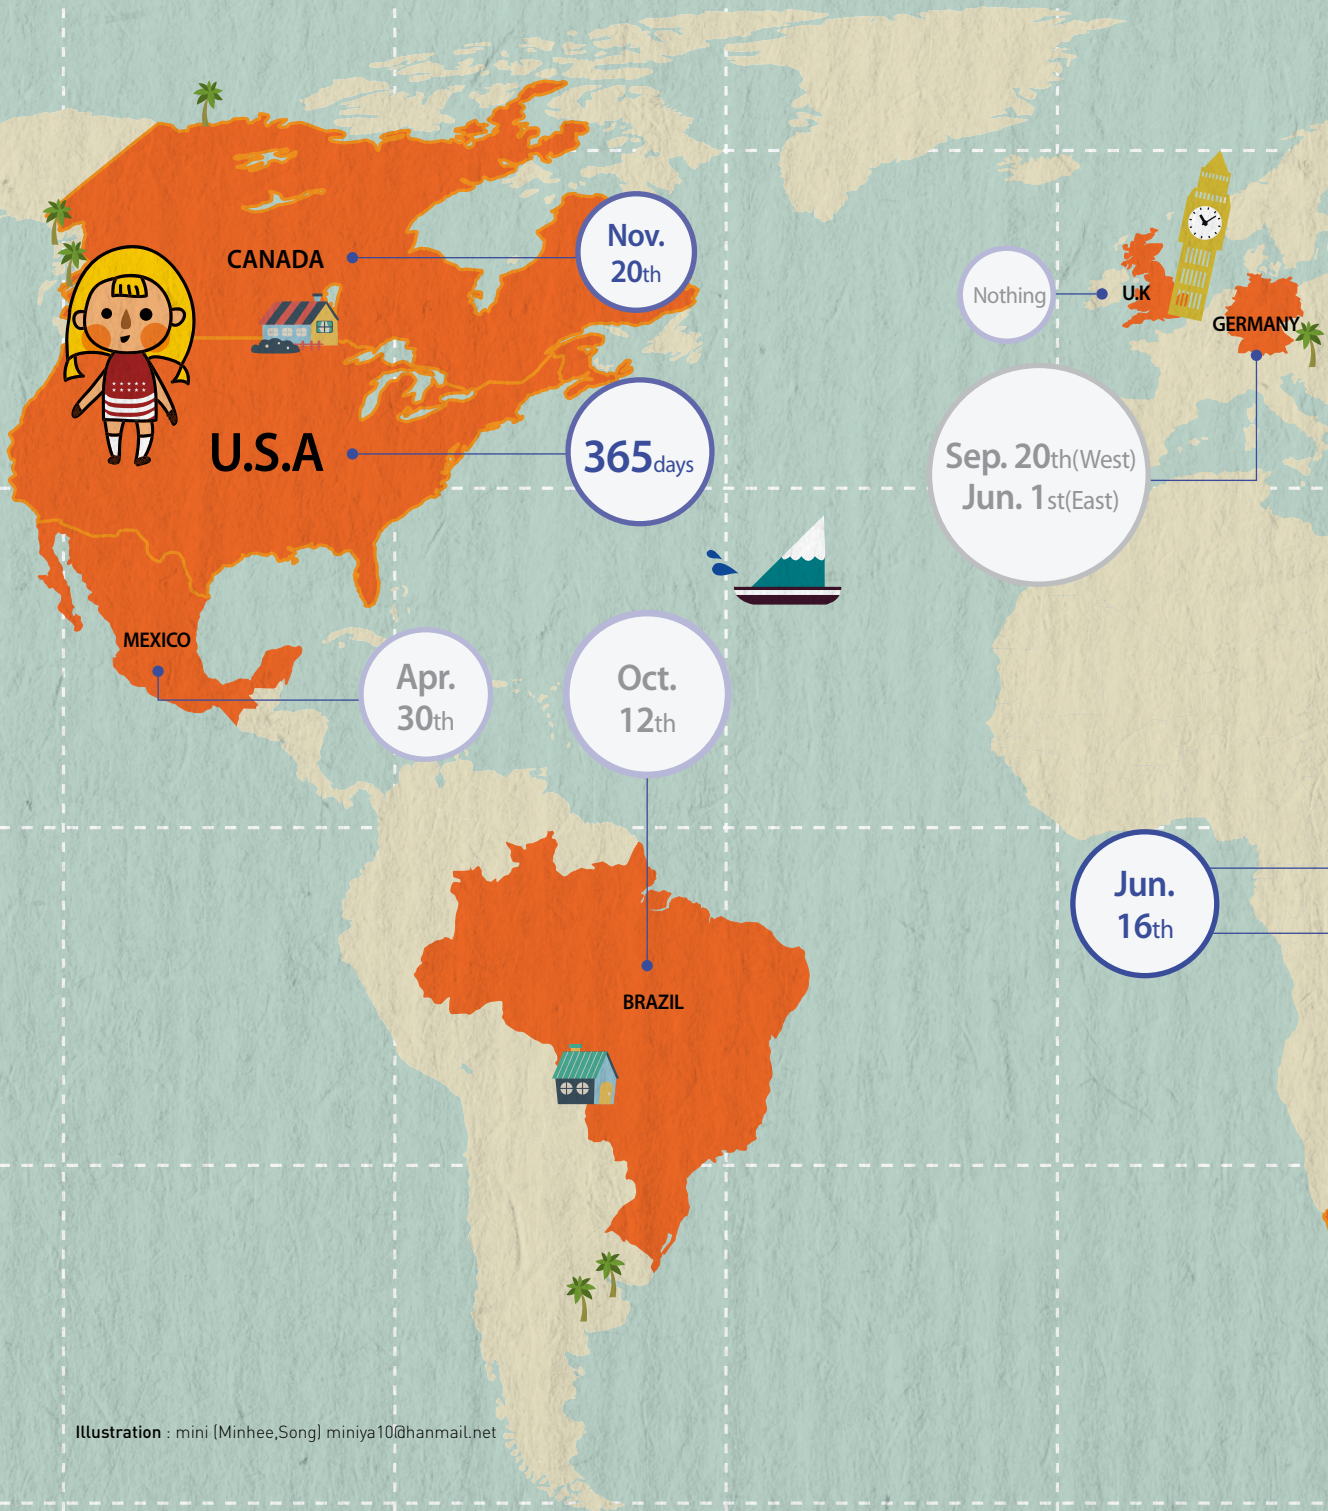 CANADA
Nov.
20th
Nothing
U.K
GERMANY
U.S.A
365days
Sep. 20th(West)
Jun. 1st(East)
MEXICO
Apr.
30th
Oct.
12th
Jun.
16th
BRAZIL
Illustration : mini (Minhee,Song) miniya10@hanmail.net